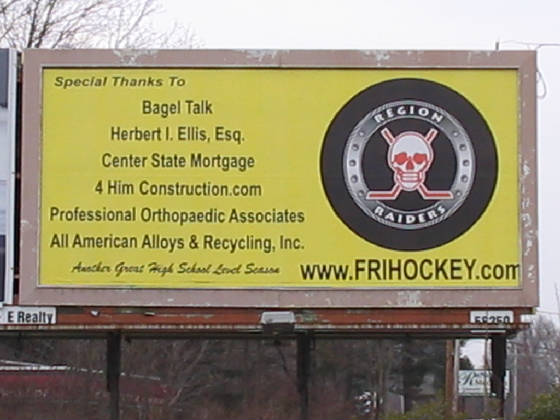 Special Thanks To
Bagel Talk
Herbert I. Ellis, Esq.
Center State Mortgage
4 Him Construction.com
Professional Orthopaedic Associates
All American Alloys & Recycling, Inc.
Another Great High School Level Season
REGION
RAIDERS
www.FRIHOCKEY.com
E Realty